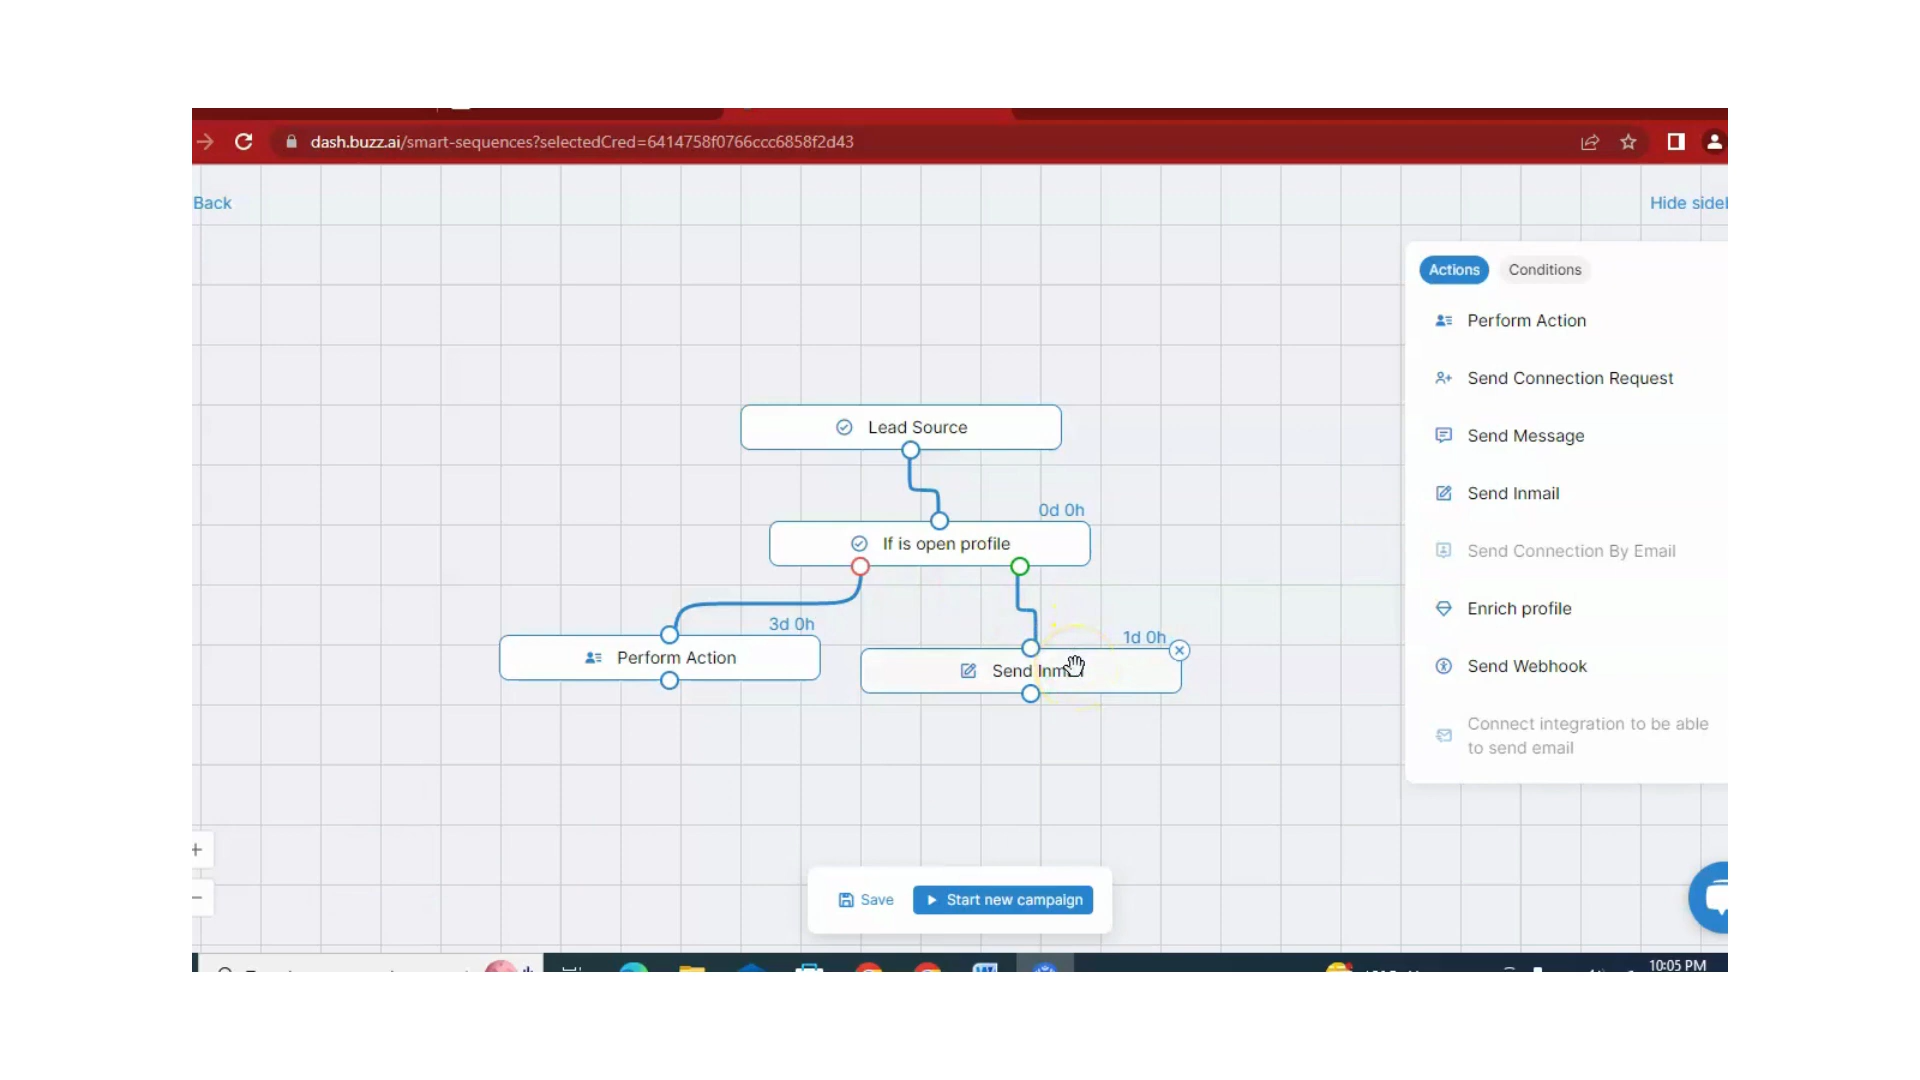 dash.buzz.ai/smart-sequences?selectedCred=6414758f0766ccc6858f2d43
Back
Hide side
Actions
Conditions
Perform Action
Send Connection Request
Send Message
Send Inmail
Send Connection By Email
Enrich profile
Send Webhook
Connect integration to be able
to send email
Lead Source
0d 0h
If is open profile
3d 0h
Perform Action
1d 0h
Send Inmail
+
−
Save
Start new campaign
10:05 PM